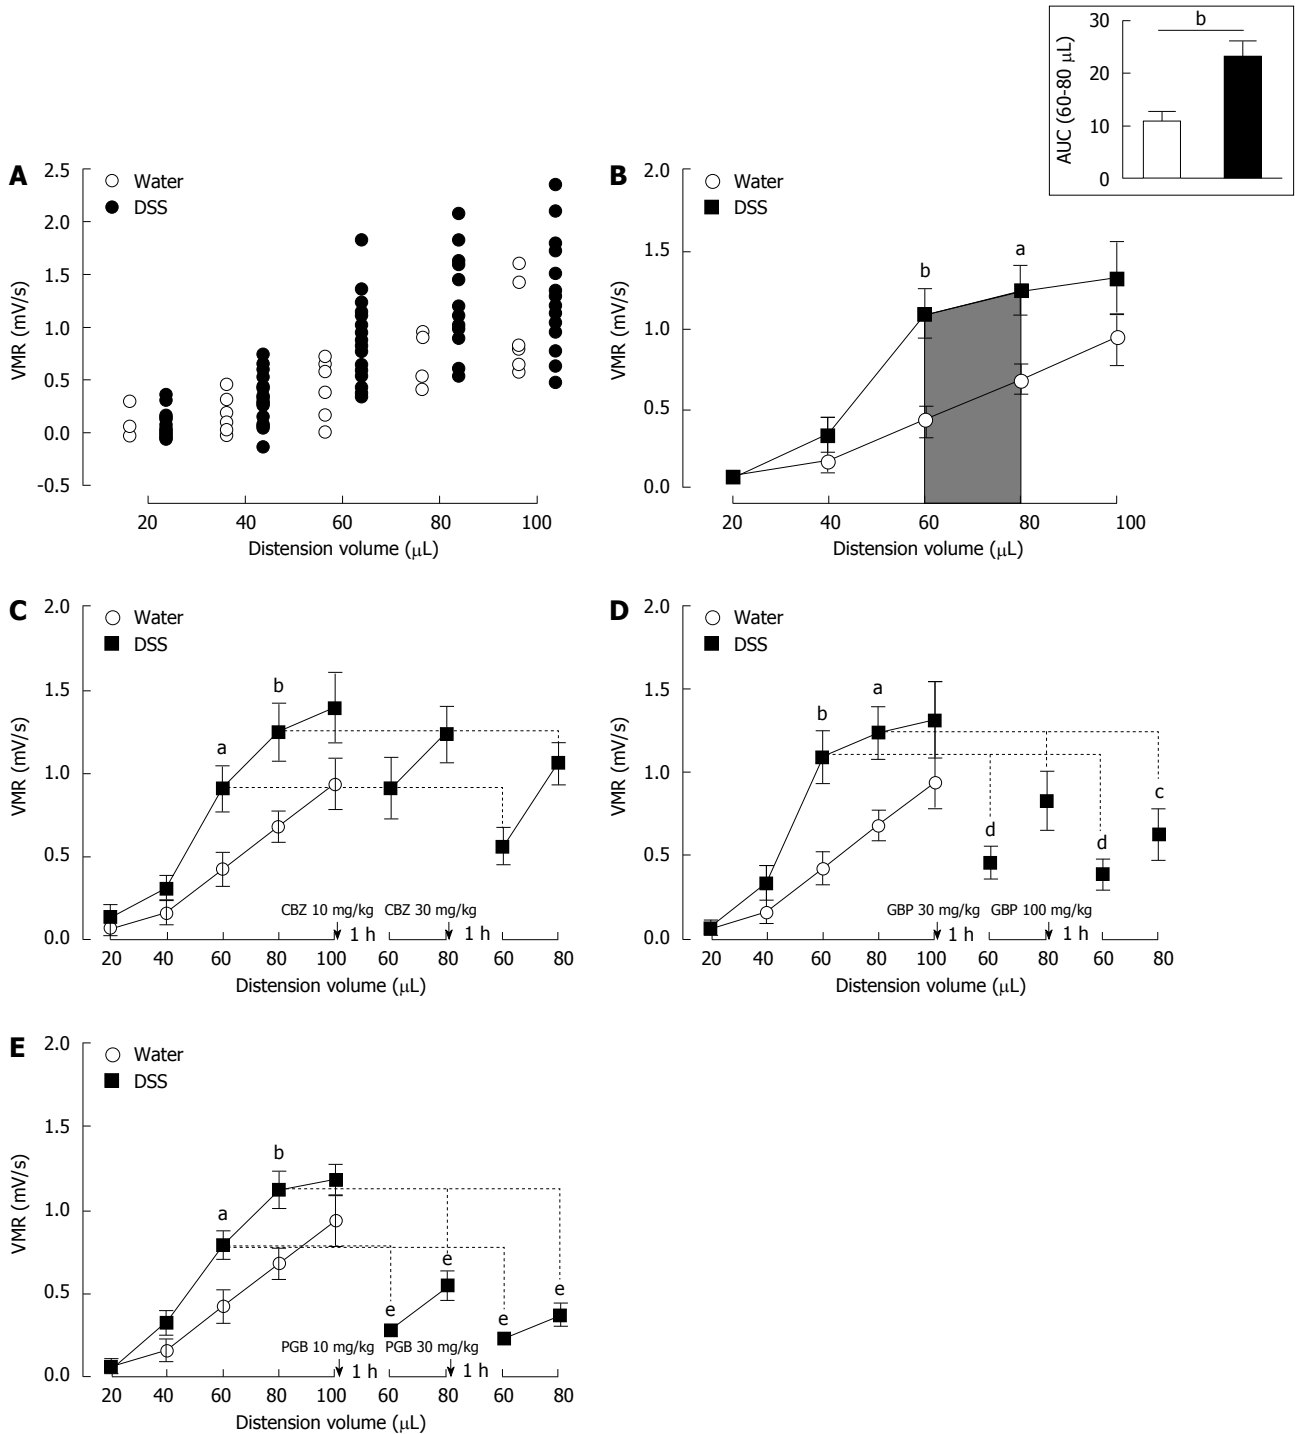 b
30
20
10
0
AUC (60-80 μL)
A
Water
DSS
2.5
2.0
1.5
1.0
0.5
0.0
-0.5
VMR (mV/s)
20 40 60 80 100
Distension volume (μL)
B
Water
DSS
2.0
1.5
1.0
0.5
0.0
VMR (mV/s)
b
a
20 40 60 80 100
Distension volume (μL)
C
Water
DSS
2.0
1.5
1.0
0.5
0.0
VMR (mV/s)
a
b
CBZ 10 mg/kg CBZ 30 mg/kg
1 h 1 h
20 40 60 80 100 60 80 60 80
Distension volume (μL)
D
Water
DSS
2.0
1.5
1.0
0.5
0.0
VMR (mV/s)
b
a
d
d
c
GBP 30 mg/kg GBP 100 mg/kg
1 h 1 h
20 40 60 80 100 60 80 60 80
Distension volume (μL)
E
Water
DSS
2.0
1.5
1.0
0.5
0.0
VMR (mV/s)
a
b
e
e
e
e
PGB 10 mg/kg PGB 30 mg/kg
1 h 1 h
20 40 60 80 100 60 80 60 80
Distension volume (μL)